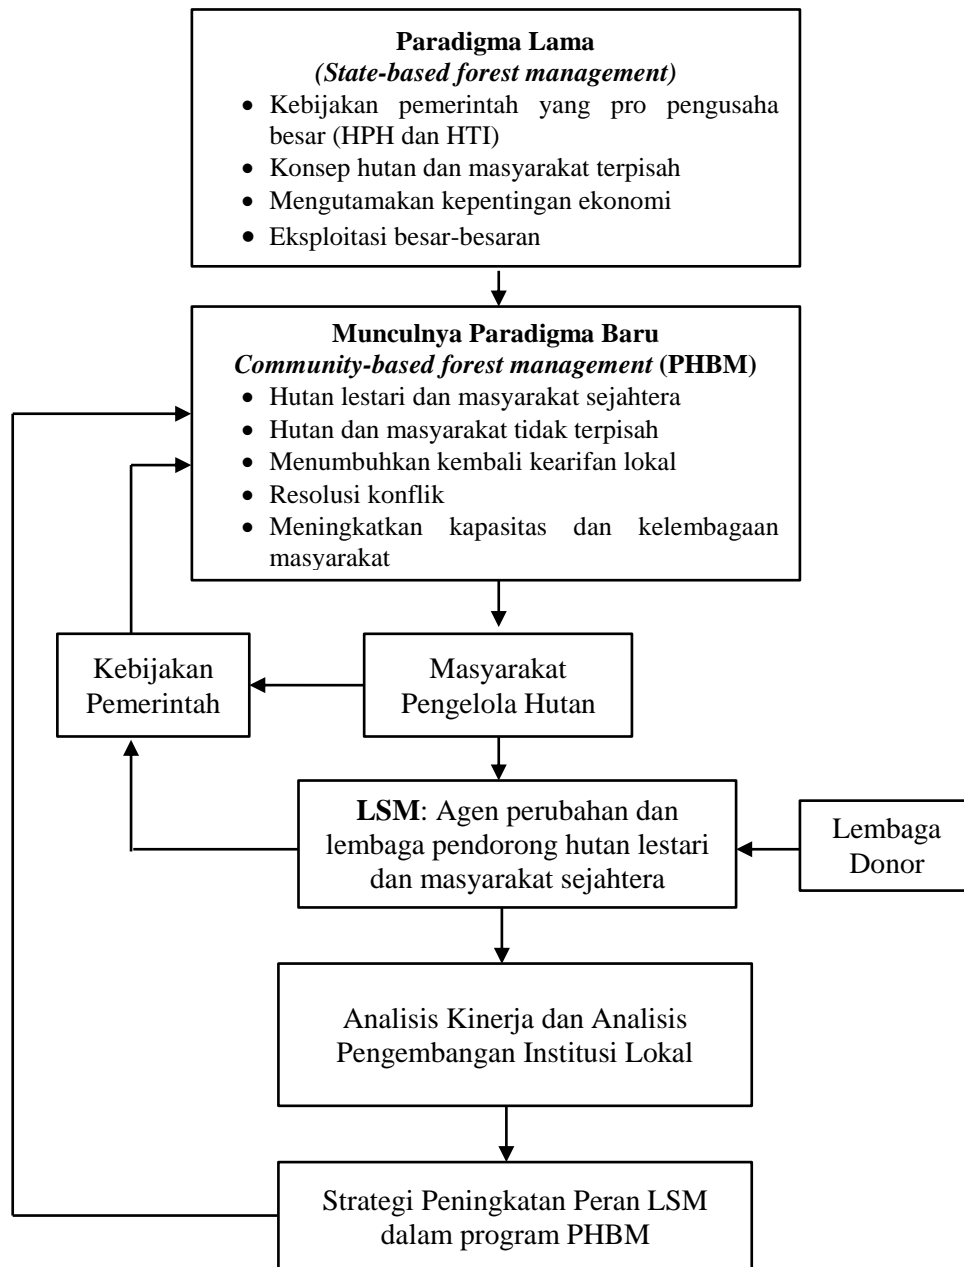 Paradigma Lama
(State-based forest management)
• Kebijakan pemerintah yang pro pengusaha
besar (HPH dan HTI)
• Konsep hutan dan masyarakat terpisah
• Mengutamakan kepentingan ekonomi
• Eksploitasi besar-besaran
Munculnya Paradigma Baru
Community-based forest management (PHBM)
• Hutan lestari dan masyarakat sejahtera
• Hutan dan masyarakat tidak terpisah
• Menumbuhkan kembali kearifan lokal
• Resolusi konflik
• Meningkatkan kapasitas dan kelembagaan
masyarakat
Kebijakan
Pemerintah
Masyarakat
Pengelola Hutan
LSM: Agen perubahan dan
lembaga pendorong hutan lestari
dan masyarakat sejahtera
Lembaga
Donor
Analisis Kinerja dan Analisis
Pengembangan Institusi Lokal
Strategi Peningkatan Peran LSM
dalam program PHBM